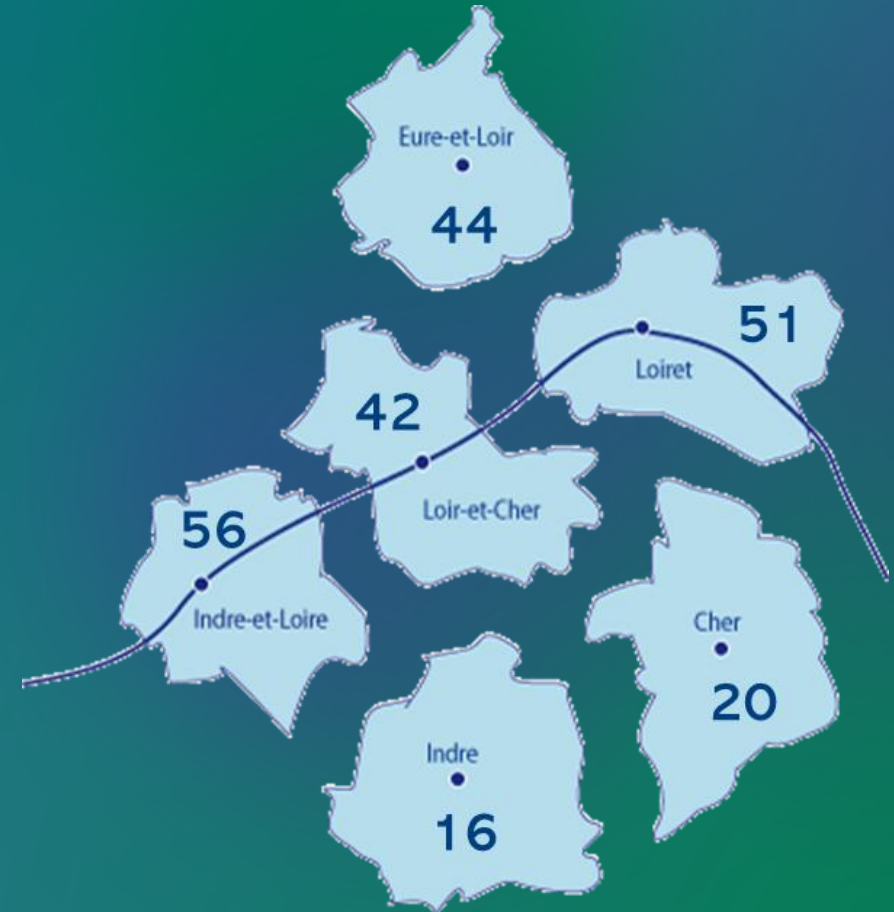 Eure-et-Loir
44
51
Loiret
42
Loir-et-Cher
56
Indre-et-Loire
Cher
20
Indre
16